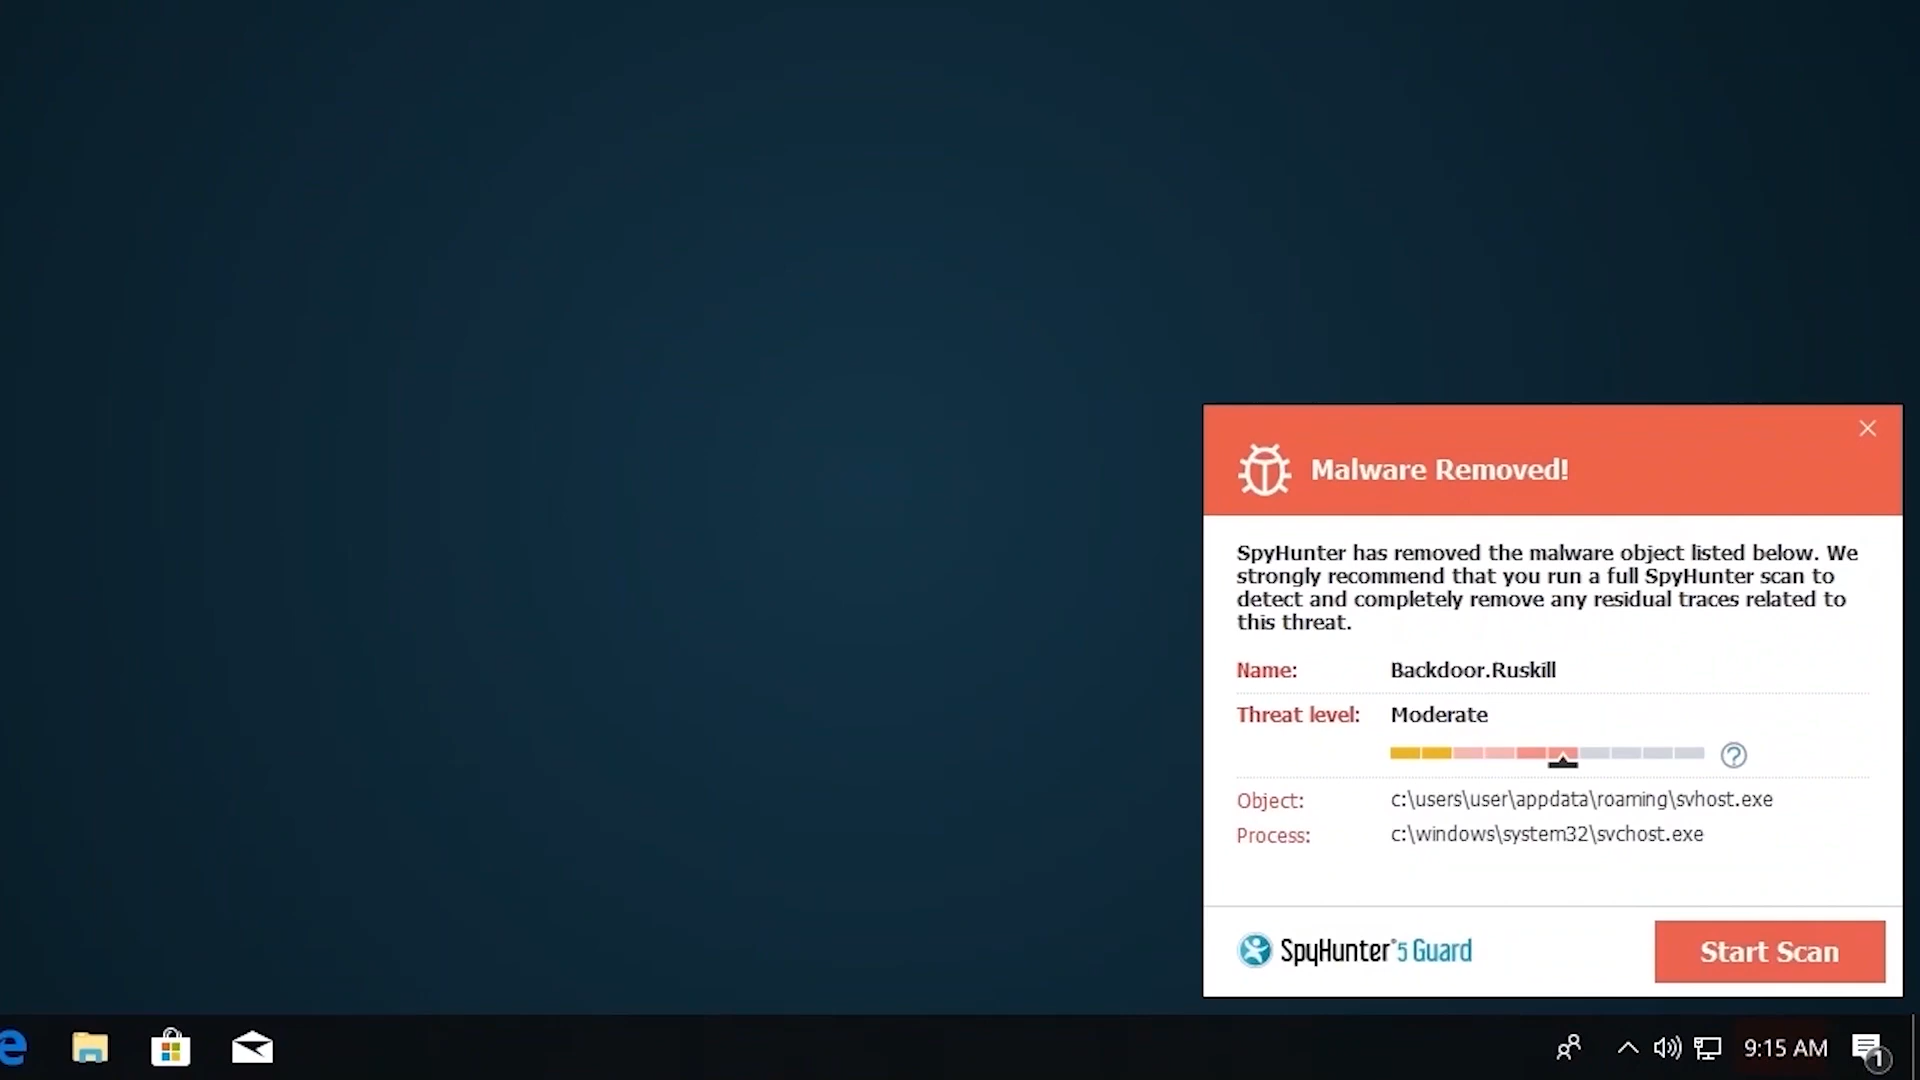 Malware Removed!
SpyHunter has removed the malware object listed below. We
strongly recommend that you run a full SpyHunter scan to
detect and completely remove any residual traces related to
this threat.
Name: Backdoor.Ruskill
Threat level: Moderate
?
Object: c:\users\user\appdata\roaming\svhost.exe
Process: c:\windows\system32\svchost.exe
SpyHunter® 5 Guard
Start Scan
9:15 AM
1